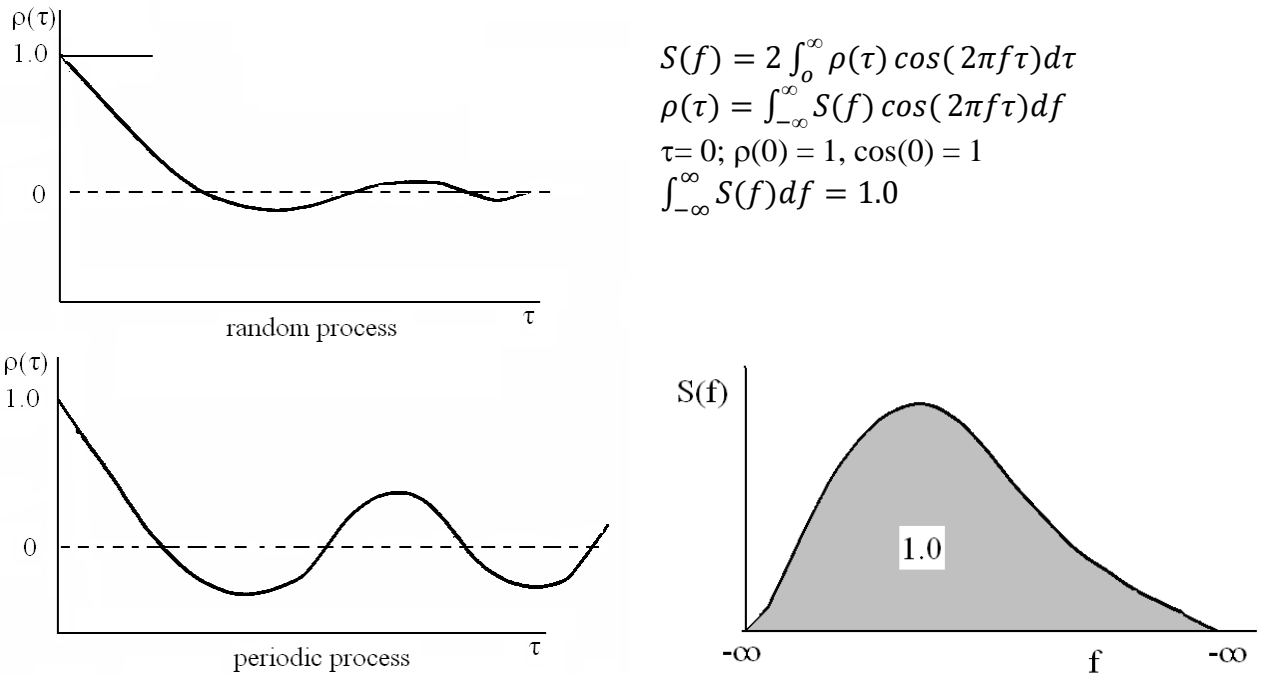 ρ(τ)
1.0
0
τ
random process
S(f) = 2 ∫₀^∞ ρ(τ) cos( 2πfτ)dτ
ρ(τ) = ∫_{−∞}^∞ S(f) cos( 2πfτ)df
τ= 0; ρ(0) = 1, cos(0) = 1
∫_{−∞}^∞ S(f)df = 1.0
ρ(τ)
1.0
0
τ
periodic process
S(f)
1.0
-∞ f -∞